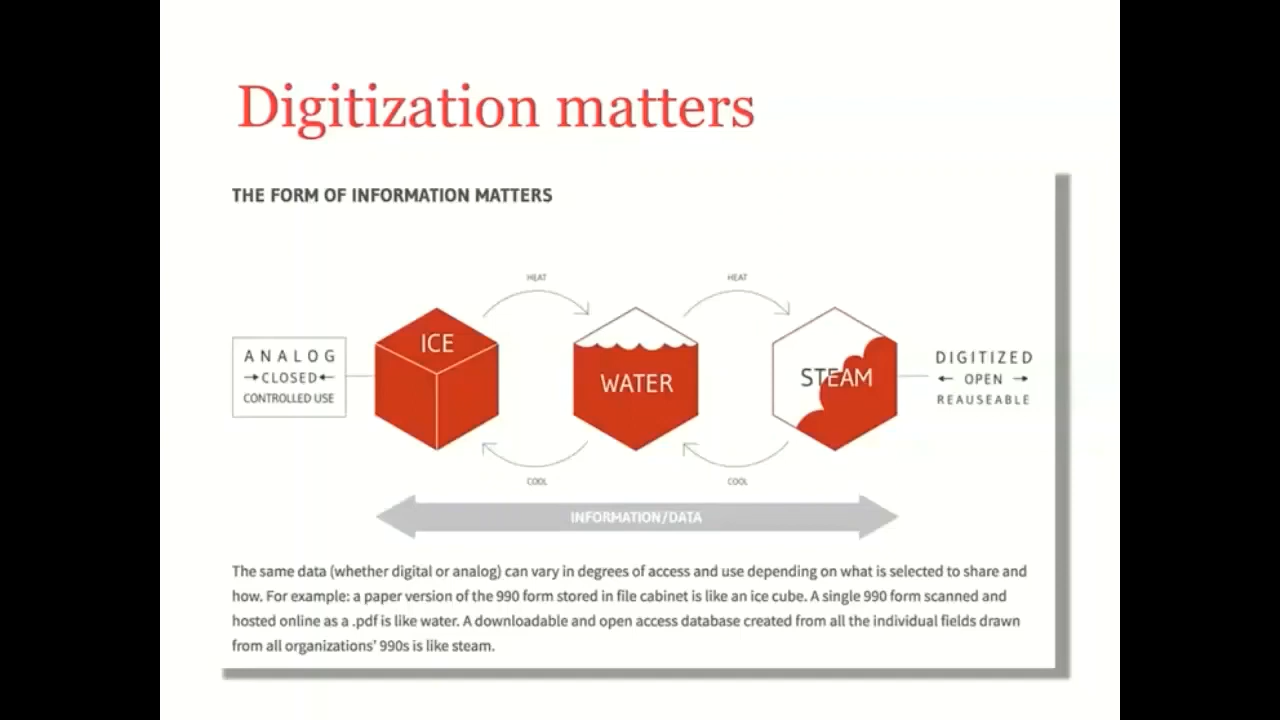 Digitization matters
THE FORM OF INFORMATION MATTERS
HEAT
HEAT
ICE
WATER
STEAM
ANALOG
→CLOSED←
CONTROLLED USE
DIGITIZED
← OPEN →
REAUSEABLE
COOL
COOL
INFORMATION/DATA
The same data (whether digital or analog) can vary in degrees of access and use depending on what is selected to share and
how. For example: a paper version of the 990 form stored in file cabinet is like an ice cube. A single 990 form scanned and
hosted online as a .pdf is like water. A downloadable and open access database created from all the individual fields drawn
from all organizations’ 990s is like steam.